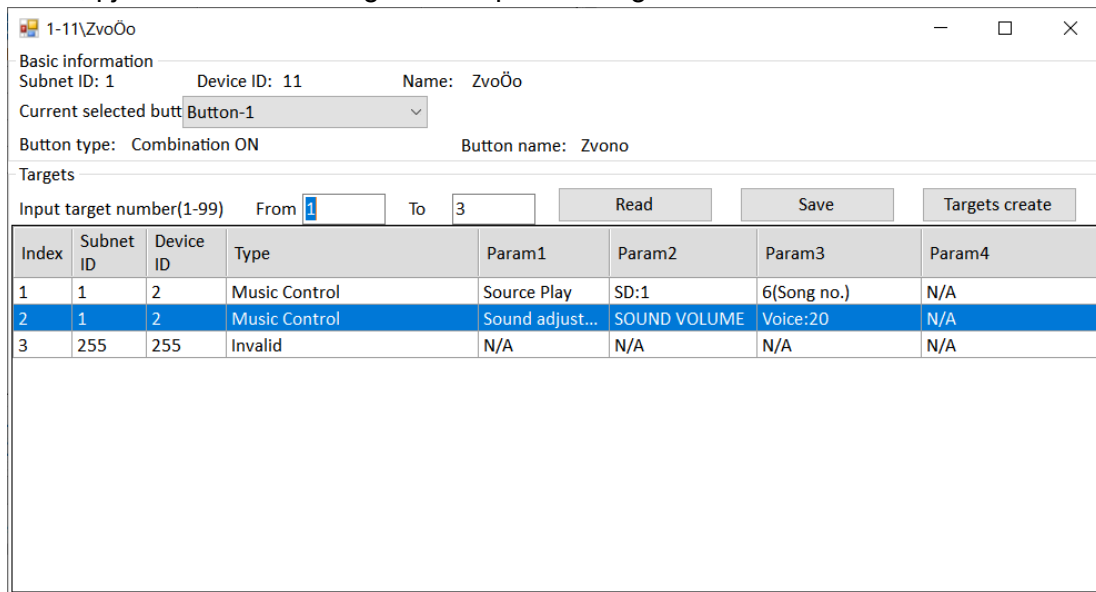 1-11\ZvoÖo
Basic information
Subnet ID: 1 Device ID: 11 Name: ZvoÖo
Current selected butt Button-1
Button type: Combination ON Button name: Zvono
Targets
Input target number(1-99) From 1 To 3 Read Save Targets create
Index Subnet ID Device ID Type Param1 Param2 Param3 Param4
1 1 2 Music Control Source Play SD:1 6(Song no.) N/A
2 1 2 Music Control Sound adjust... SOUND VOLUME Voice:20 N/A
3 255 255 Invalid N/A N/A N/A N/A